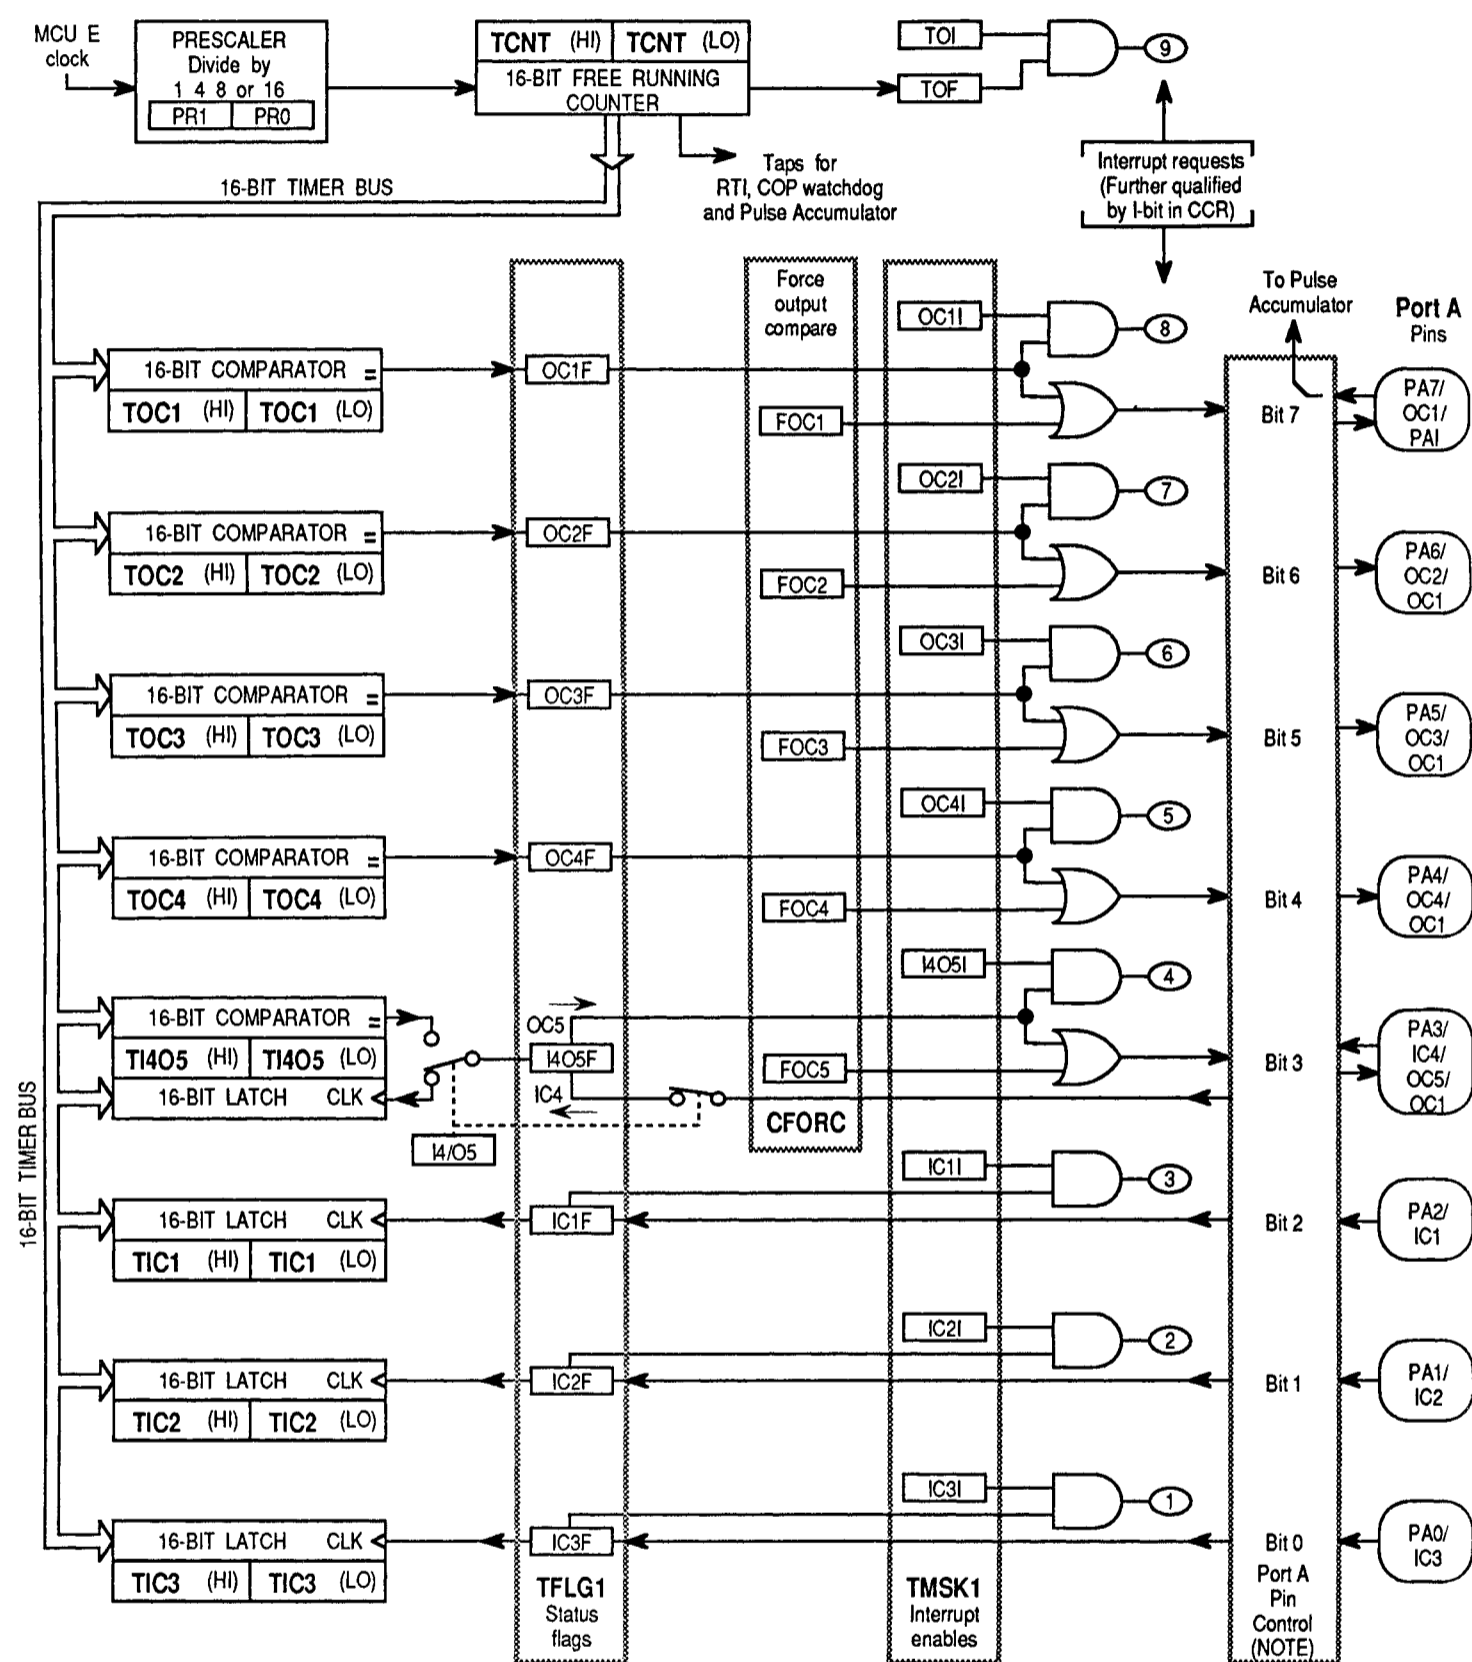 MCU E
clock
PRESCALER
Divide by
1 4 8 or 16
PR1 PR0
TCNT (HI) TCNT (LO)
16-BIT FREE RUNNING
COUNTER
TOI
TOF
9
Taps for
RTI, COP watchdog
and Pulse Accumulator
Interrupt requests
(Further qualified
by I-bit in CCR)
16-BIT TIMER BUS
16-BIT TIMER BUS
Force
output
compare
To Pulse
Accumulator
Port A
Pins
OC1I
8
16-BIT COMPARATOR =
TOC1 (HI) TOC1 (LO)
OC1F
FOC1
Bit 7
PA7/
OC1/
PAI
OC2I
7
16-BIT COMPARATOR =
TOC2 (HI) TOC2 (LO)
OC2F
FOC2
Bit 6
PA6/
OC2/
OC1
OC3I
6
16-BIT COMPARATOR =
TOC3 (HI) TOC3 (LO)
OC3F
FOC3
Bit 5
PA5/
OC3/
OC1
OC4I
5
16-BIT COMPARATOR =
TOC4 (HI) TOC4 (LO)
OC4F
FOC4
Bit 4
PA4/
OC4/
OC1
I4O5I
4
16-BIT COMPARATOR =
TI4O5 (HI) TI4O5 (LO)
16-BIT LATCH CLK
OC5
I4O5F
IC4
I4/O5
FOC5
CFORC
Bit 3
PA3/
IC4/
OC5/
OC1
IC1I
3
16-BIT LATCH CLK
TIC1 (HI) TIC1 (LO)
IC1F
Bit 2
PA2/
IC1
IC2I
2
16-BIT LATCH CLK
TIC2 (HI) TIC2 (LO)
IC2F
Bit 1
PA1/
IC2
IC3I
1
16-BIT LATCH CLK
TIC3 (HI) TIC3 (LO)
IC3F
Bit 0
PA0/
IC3
TFLG1
Status
flags
TMSK1
Interrupt
enables
Port A
Pin
Control
(NOTE)